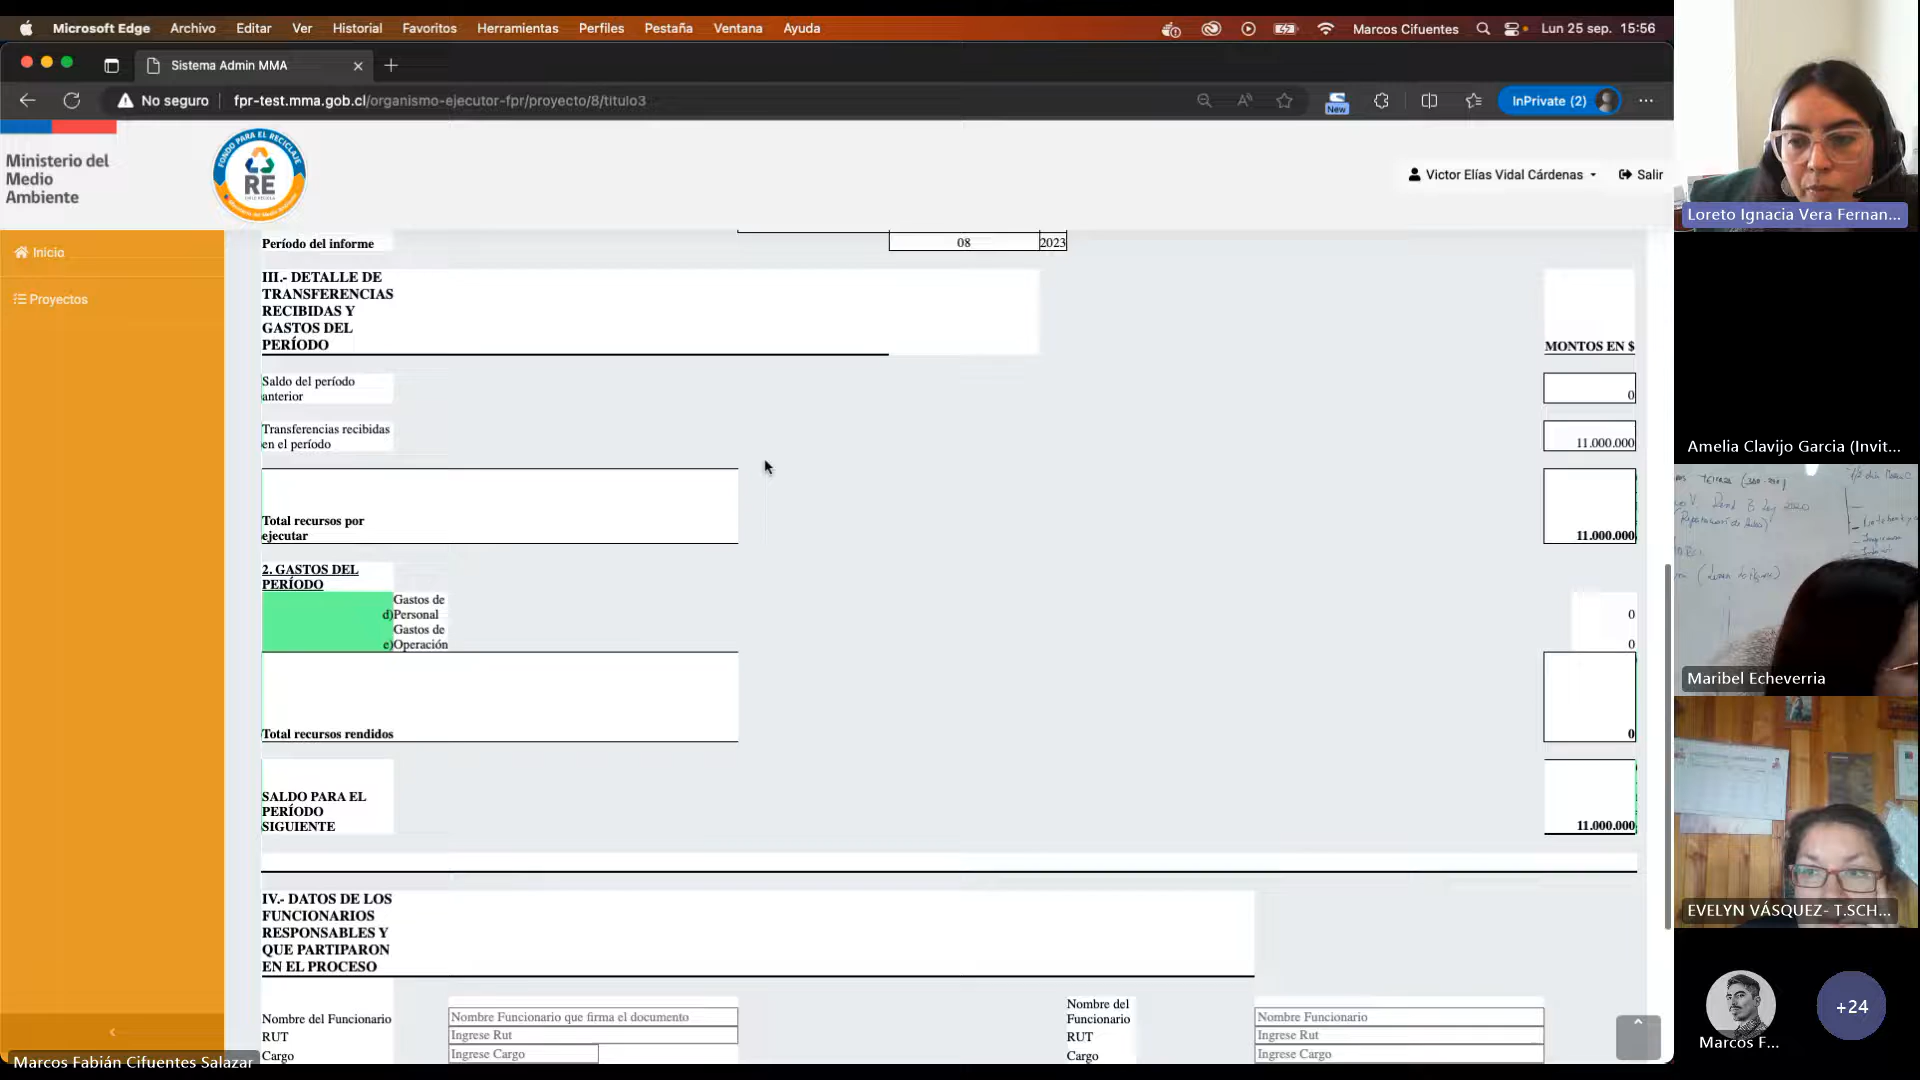 Microsoft Edge Archivo Editar Ver Historial Favoritos Herramientas Perfiles Pestaña Ventana Ayuda Marcos Cifuentes Lun 25 sep. 15:56
Sistema Admin MMA
No seguro fpr-test.mma.gob.cl/organismo-ejecutor-fpr/proyecto/8/titulo3 New InPrivate (2)
Ministerio del
Medio
Ambiente
FONDO PARA EL RECICLAJE
RE
Victor Elías Vidal Cárdenas Salir
Inicio
Proyectos
Período del informe 08 2023
III.- DETALLE DE
TRANSFERENCIAS
RECIBIDAS Y
GASTOS DEL
PERÍODO
MONTOS EN $
Saldo del período
anterior 0
Transferencias recibidas
en el período 11.000.000
Total recursos por
ejecutar 11.000.000
2. GASTOS DEL
PERÍODO
Gastos de
d)Personal 0
Gastos de
e)Operación 0
Total recursos rendidos 0
SALDO PARA EL
PERÍODO
SIGUIENTE 11.000.000
IV.- DATOS DE LOS
FUNCIONARIOS
RESPONSABLES Y
QUE PARTIPARON
EN EL PROCESO
Nombre del Funcionario Nombre Funcionario que firma el documento
RUT Ingrese Rut
Cargo Ingrese Cargo
Nombre del
Funcionario Nombre Funcionario
RUT Ingrese Rut
Cargo Ingrese Cargo
Marcos Fabián Cifuentes Salazar
Loreto Ignacia Vera Fernan...
Amelia Clavijo Garcia (Invit...
Maribel Echeverria
EVELYN VÁSQUEZ- T.SCH...
Marcos F...
+24